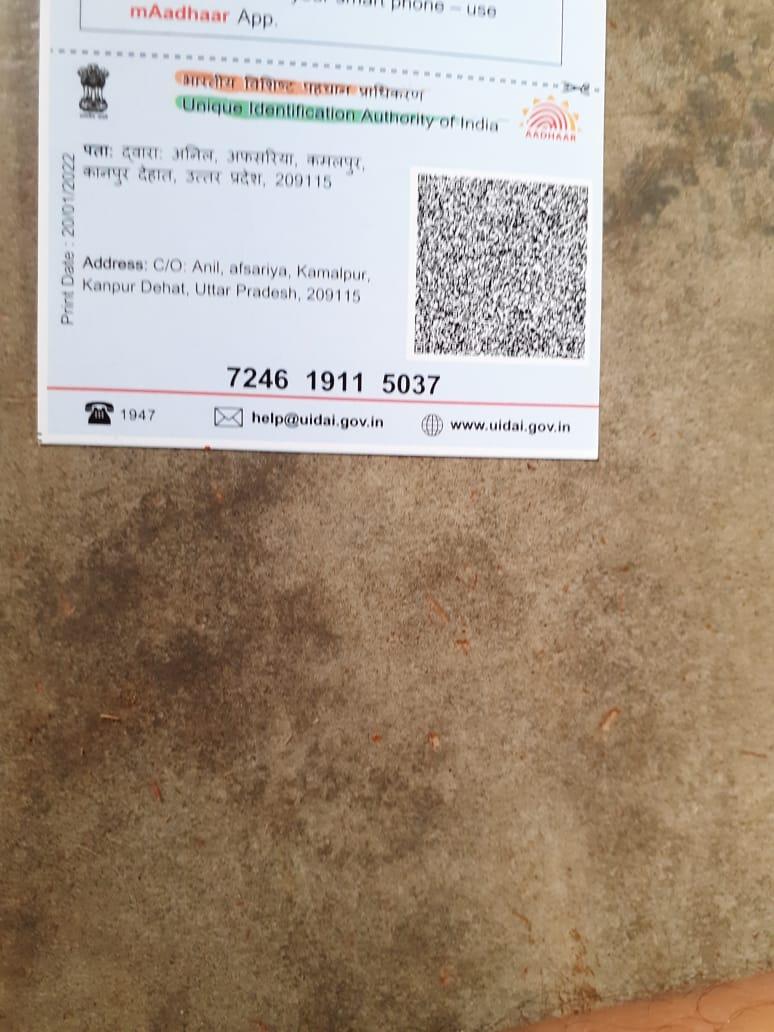 your smart phone – use
mAadhaar App.
भारतीय विशिष्ट पहचान प्राधिकरण
Unique Identification Authority of India
AADHAAR
पता: द्वारा: अनिल, अफसरिया, कमलपुर,
कानपुर देहात, उत्तर प्रदेश, 209115
Print Date : 20/01/2022
Address: C/O: Anil, afsariya, Kamalpur,
Kanpur Dehat, Uttar Pradesh, 209115
7246 1911 5037
1947
help@uidai.gov.in
www.uidai.gov.in